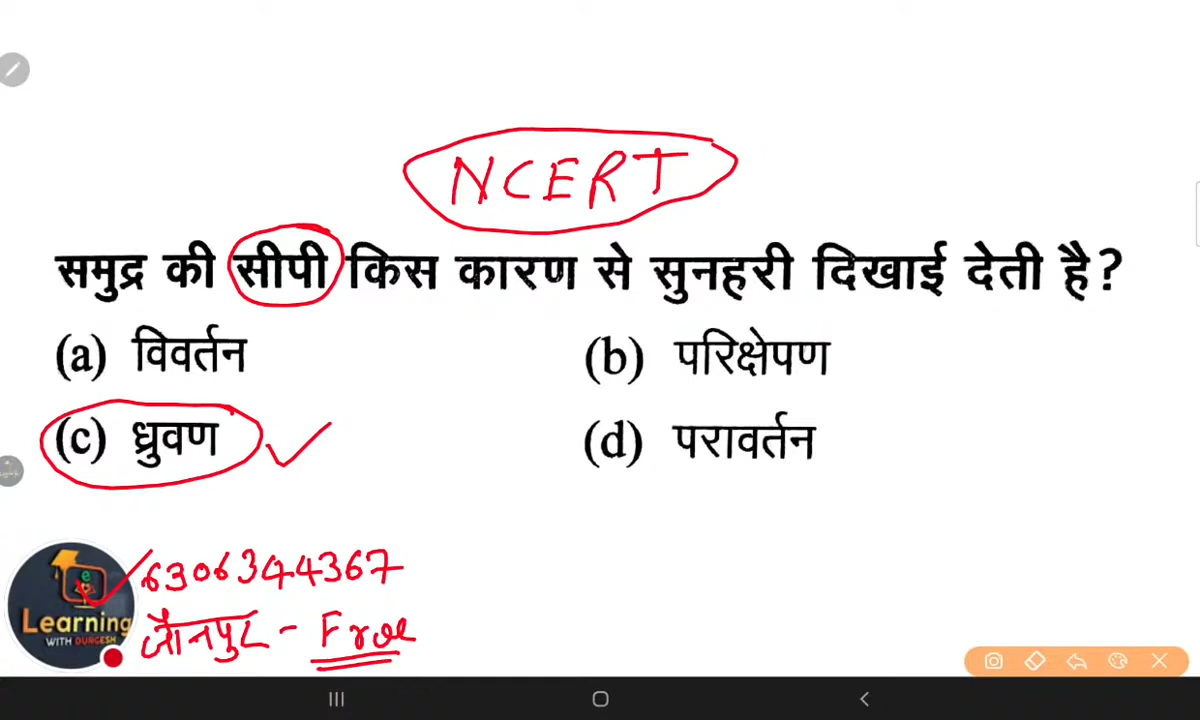 NCERT
समुद्र की सीपी किस कारण से सुनहरी दिखाई देती है?
(a) विवर्तन
(b) परिक्षेपण
(c) ध्रुवण
(d) परावर्तन
6306344367
जौनपुर - Free
e
Learning
WITH DURGESH